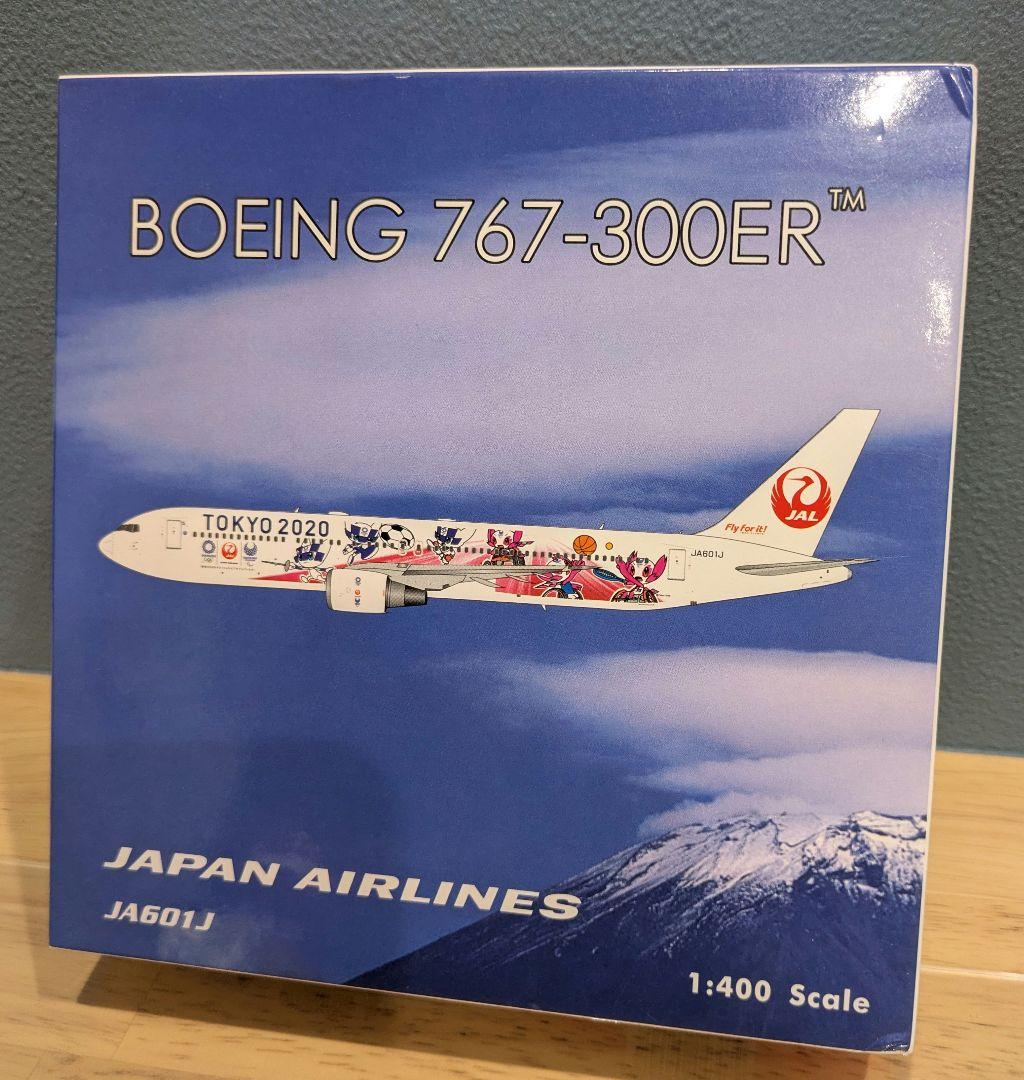 BOEING 767-300ER™
TOKYO 2020
Fly for it!
JAL
JA601J
JAPAN AIRLINES
JA601J
1:400 Scale